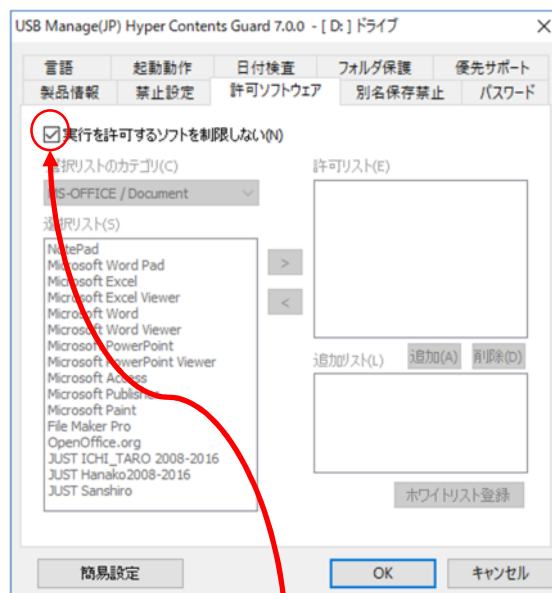 USB Manage(JP) Hyper Contents Guard 7.0.0 - [ D: ] ドライブ
言語 起動動作 日付検査 フォルダ保護 優先サポート
製品情報 禁止設定 許可ソフトウェア 別名保存禁止 パスワード
実行を許可するソフトを制限しない(N)
選択リストのカテゴリ(C) 許可リスト(E)
MS-OFFICE / Document
選択リスト(S)
NotePad
Microsoft Word Pad
>
Microsoft Excel
Microsoft Excel Viewer
<
Microsoft Word
Microsoft Word Viewer
Microsoft PowerPoint
Microsoft PowerPoint Viewer
追加リスト(L) 追加(A) 削除(D)
Microsoft Access
Microsoft Publisher
Microsoft Paint
File Maker Pro
OpenOffice.org
JUST ICHI_TARO 2008-2016
JUST Hanako2008-2016
JUST Sanshiro
ホワイトリスト登録
簡易設定 OK キャンセル